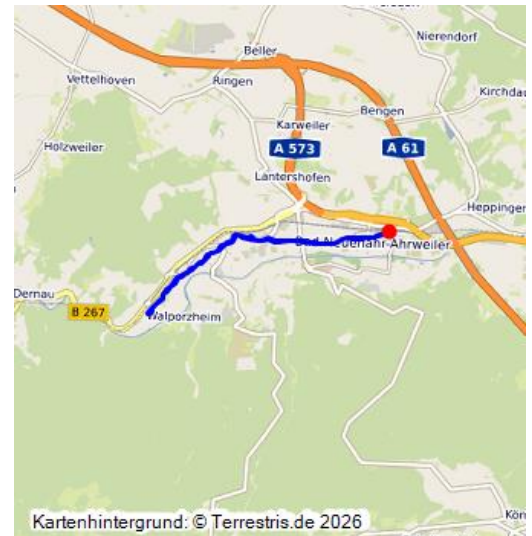 Beller
Nierendorf
Vettelhoven
Ringen
Kirchdau
Bengen
Karweiler
Holzweiler
A 573
A 61
Lantershofen
Heppingen
Bad Neuenahr-Ahrweiler
Dernau
B 267
Walporzheim
Kartenhintergrund: © Terrestris.de 2026